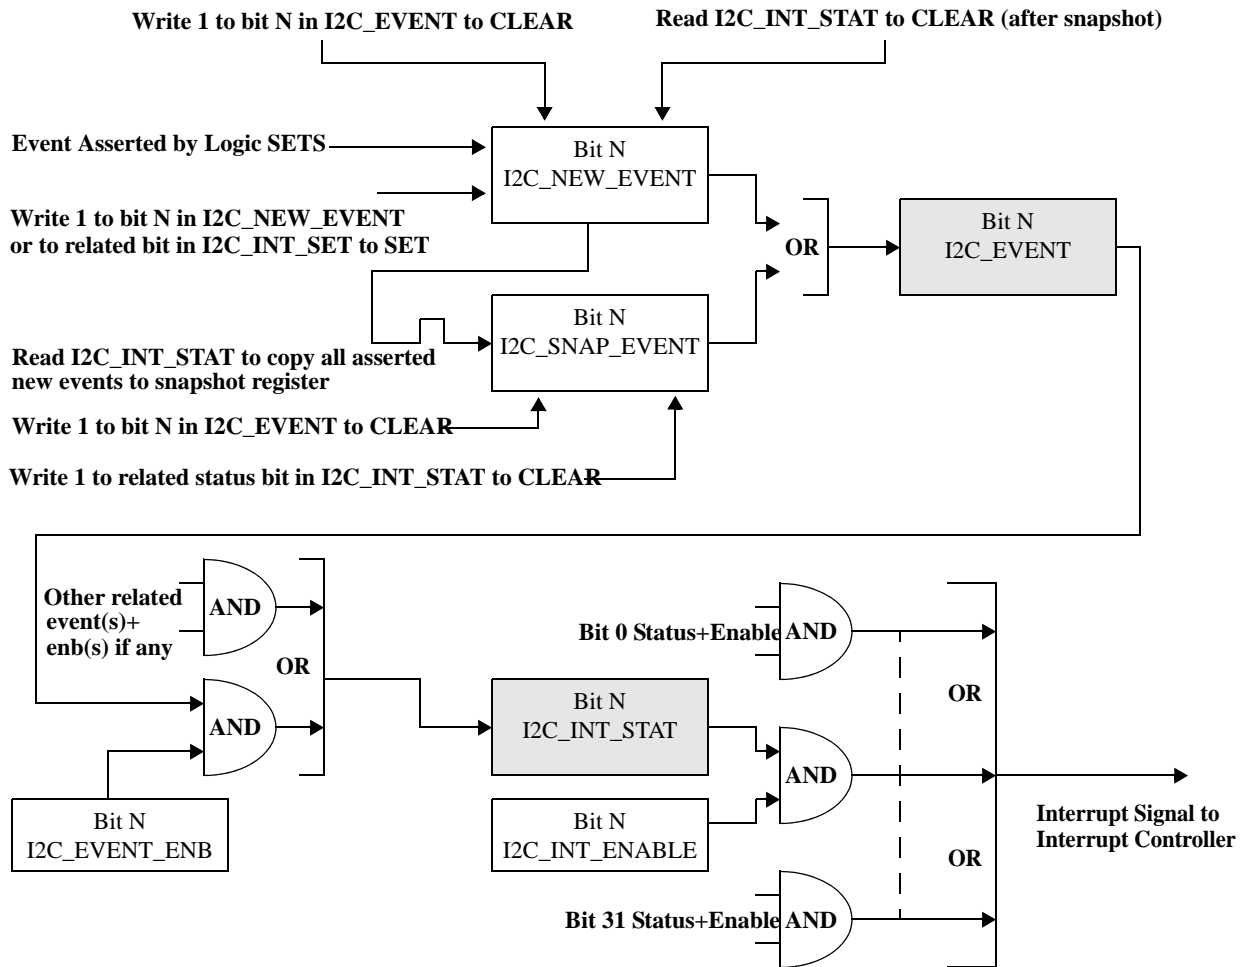 Write 1 to bit N in I2C_EVENT to CLEAR
Read I2C_INT_STAT to CLEAR (after snapshot)
Event Asserted by Logic SETS
Bit N
I2C_NEW_EVENT
Write 1 to bit N in I2C_NEW_EVENT
or to related bit in I2C_INT_SET to SET
OR
Bit N
I2C_EVENT
Bit N
I2C_SNAP_EVENT
Read I2C_INT_STAT to copy all asserted
new events to snapshot register
Write 1 to bit N in I2C_EVENT to CLEAR
Write 1 to related status bit in I2C_INT_STAT to CLEAR
Other related
event(s)+
enb(s) if any
AND
OR
AND
Bit N
I2C_EVENT_ENB
Bit N
I2C_INT_STAT
Bit N
I2C_INT_ENABLE
Bit 0 Status+Enable
AND
OR
AND
OR
Bit 31 Status+Enable
AND
Interrupt Signal to
Interrupt Controller